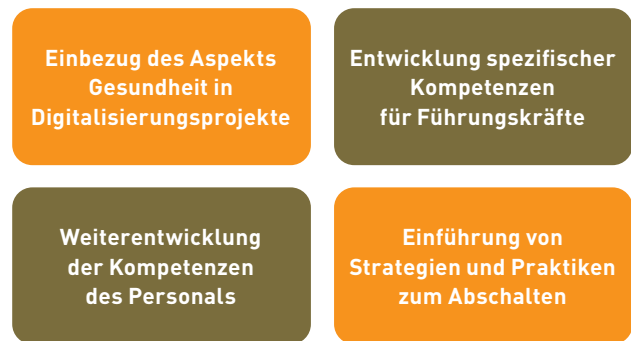 Einbezug des Aspekts
Gesundheit in
Digitalisierungsprojekte
Entwicklung spezifischer
Kompetenzen
für Führungskräfte
Weiterentwicklung
der Kompetenzen
des Personals
Einführung von
Strategien und Praktiken
zum Abschalten